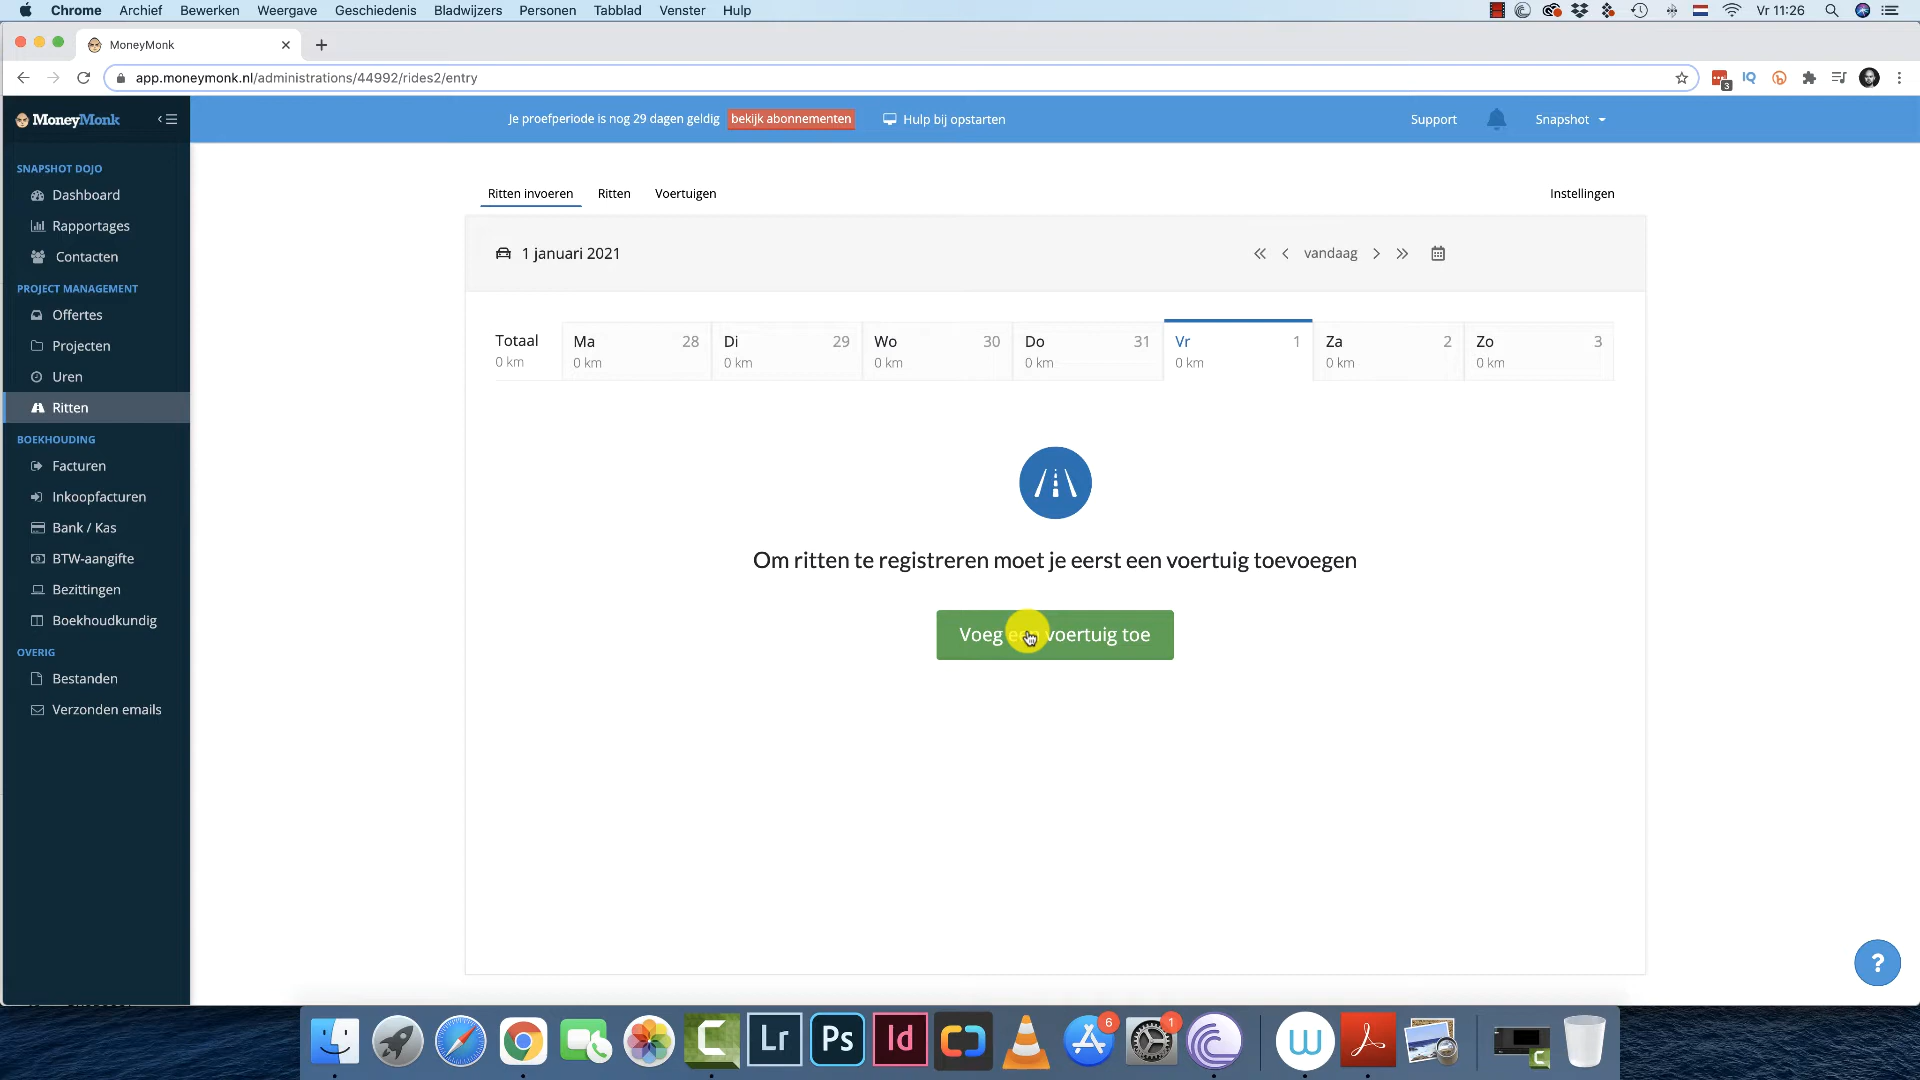 Chrome Archief Bewerken Weergave Geschiedenis Bladwijzers Personen Tabblad Venster Hulp Vr 11:26
MoneyMonk
app.moneymonk.nl/administrations/44992/rides2/entry 3 IQ
MoneyMonk
Je proefperiode is nog 29 dagen geldig bekijk abonnementen Hulp bij opstarten Support Snapshot
SNAPSHOT DOJO
Dashboard
Rapportages
Contacten
PROJECT MANAGEMENT
Offertes
Projecten
Uren
Ritten
BOEKHOUDING
Facturen
Inkoopfacturen
Bank / Kas
BTW-aangifte
Bezittingen
Boekhoudkundig
OVERIG
Bestanden
Verzonden emails
Ritten invoeren Ritten Voertuigen Instellingen
1 januari 2021 vandaag
Totaal Ma 28 Di 29 Wo 30 Do 31 Vr 1 Za 2 Zo 3
0 km 0 km 0 km 0 km 0 km 0 km 0 km 0 km
Om ritten te registreren moet je eerst een voertuig toevoegen
Voeg een voertuig toe
?
C Lr Ps Id 6 1 W C